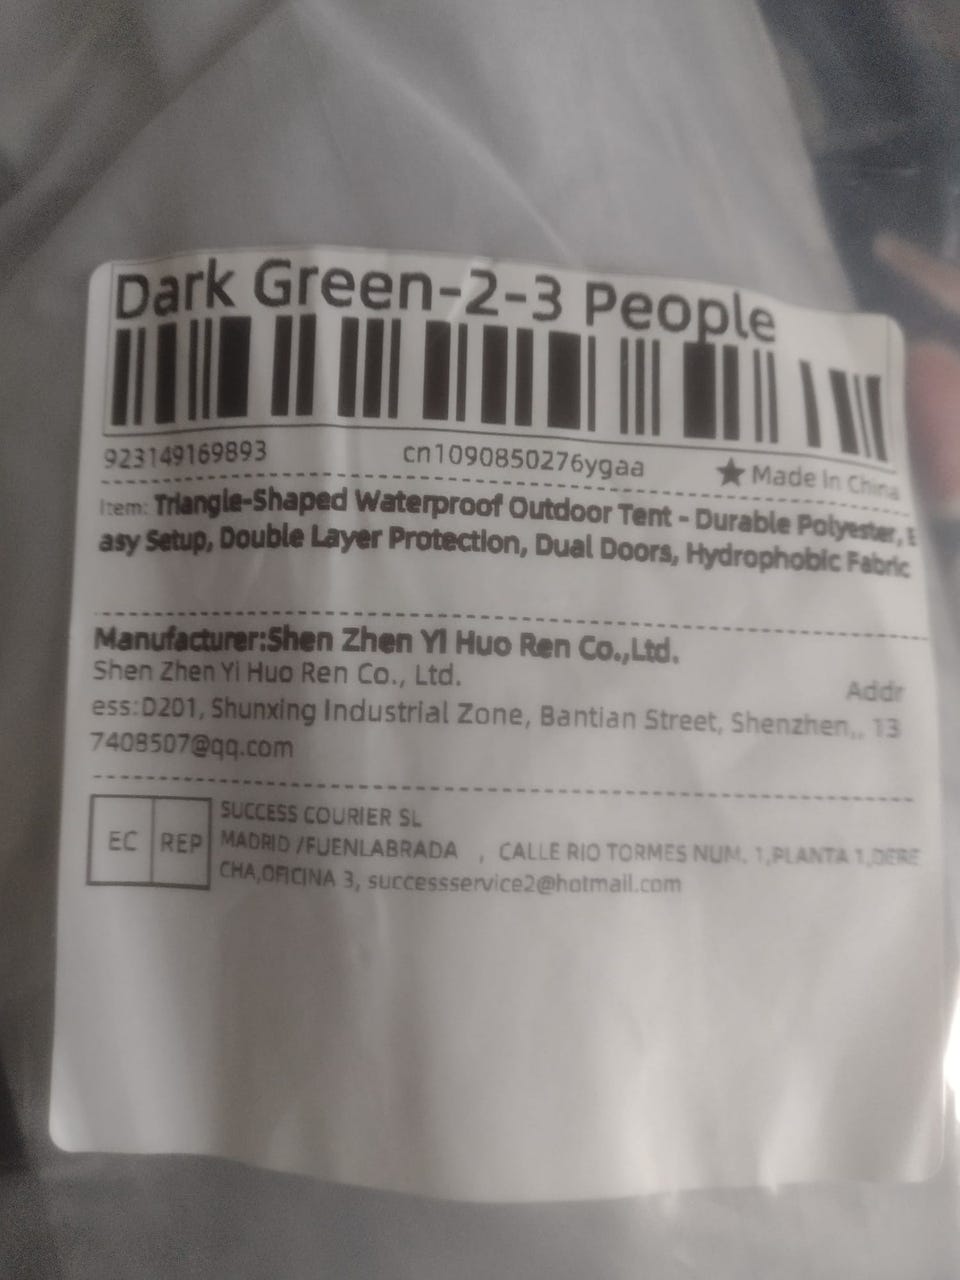 Dark Green-2-3 People
923149169893 cn1090850276ygaa ★ Made In China
Item: Triangle-Shaped Waterproof Outdoor Tent - Durable Polyester, E
asy Setup, Double Layer Protection, Dual Doors, Hydrophobic Fabric
Manufacturer:Shen Zhen Yi Huo Ren Co.,Ltd.
Shen Zhen Yi Huo Ren Co., Ltd. Addr
ess:D201, Shunxing Industrial Zone, Bantian Street, Shenzhen,, 13
7408507@qq.com
EC REP
SUCCESS COURIER SL
MADRID /FUENLABRADA , CALLE RIO TORMES NUM. 1,PLANTA 1,DERE
CHA,OFICINA 3, successservice2@hotmail.com